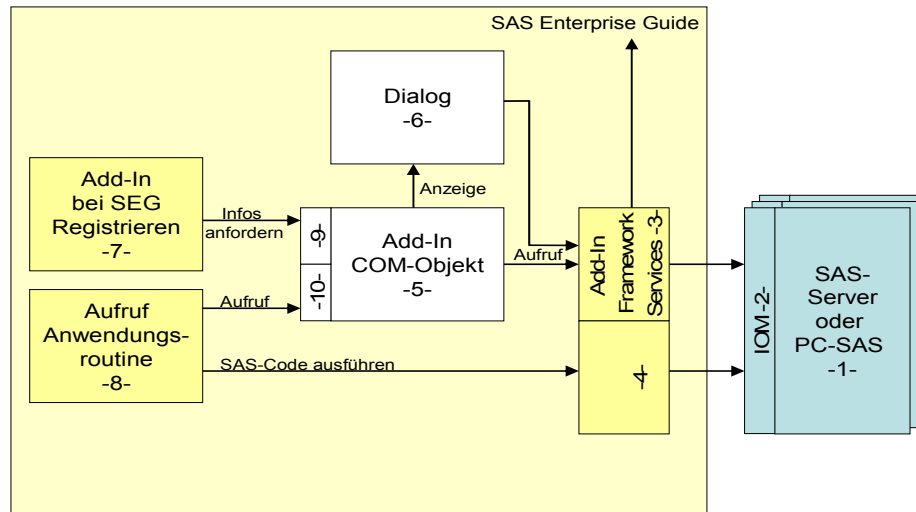 SAS Enterprise Guide
Dialog
-6-
Anzeige
Add-In
bei SEG
Registrieren
-7-
Infos
anfordern
-9-
-10-
Add-In
COM-Objekt
-5-
Aufruf
Add-In
Framework
Services -3-
Aufruf
Aufruf
Anwendungs-
routine
-8-
SAS-Code ausführen
-4-
IOM -2-
SAS-
Server
oder
PC-SAS
-1-